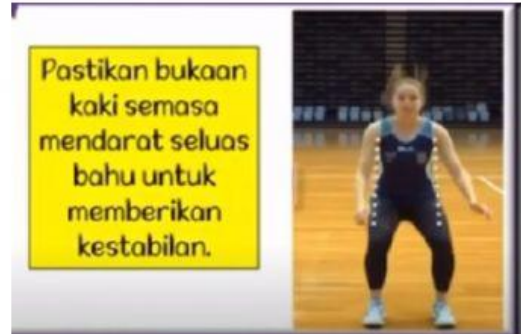 Pastikan bukaan
kaki semasa
mendarat seluas
bahu untuk
memberikan
kestabilan.